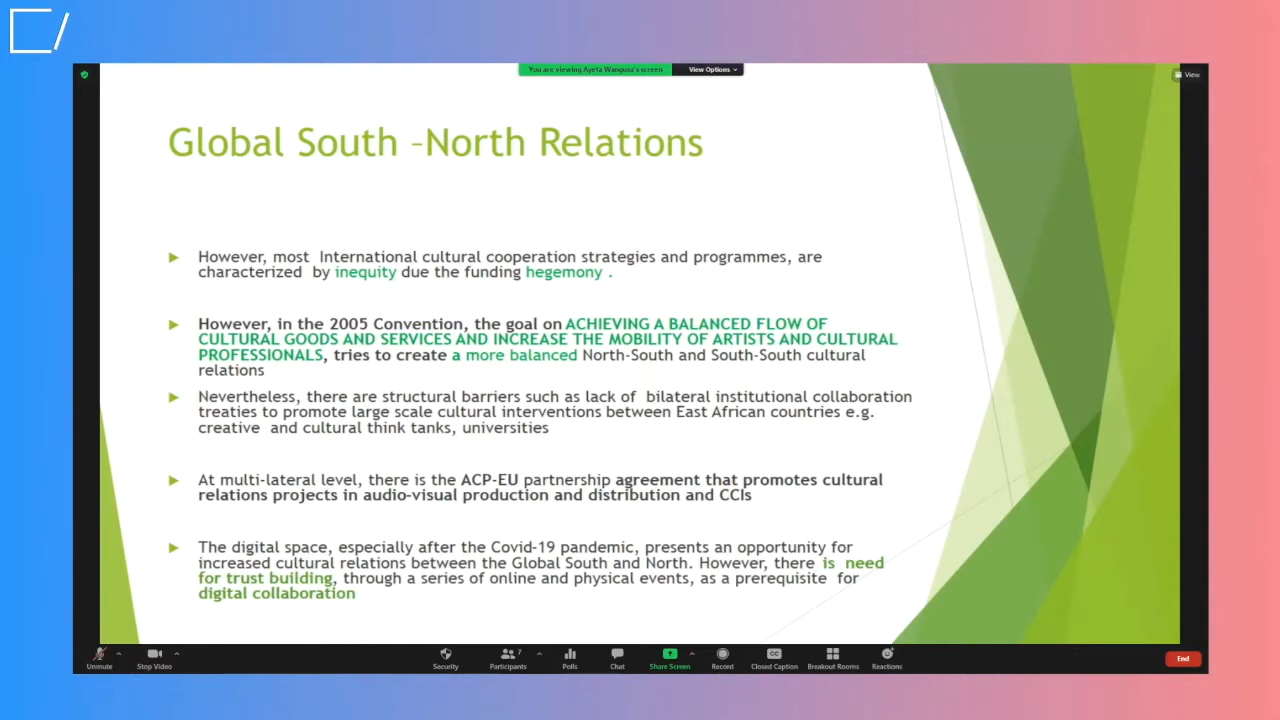 You are viewing Ayeta Wangusa's screen
View Options
View
Global South –North Relations
However, most International cultural cooperation strategies and programmes, are
characterized by inequity due the funding hegemony .
However, in the 2005 Convention, the goal on ACHIEVING A BALANCED FLOW OF
CULTURAL GOODS AND SERVICES AND INCREASE THE MOBILITY OF ARTISTS AND CULTURAL
PROFESSIONALS, tries to create a more balanced North-South and South-South cultural
relations
Nevertheless, there are structural barriers such as lack of bilateral institutional collaboration
treaties to promote large scale cultural interventions between East African countries e.g.
creative and cultural think tanks, universities
At multi-lateral level, there is the ACP-EU partnership agreement that promotes cultural
relations projects in audio-visual production and distribution and CCIs
The digital space, especially after the Covid-19 pandemic, presents an opportunity for
increased cultural relations between the Global South and North. However, there is need
for trust building, through a series of online and physical events, as a prerequisite for
digital collaboration
Unmute Stop Video Security Participants 7 Polls Chat Share Screen Record CC Closed Caption Breakout Rooms Reactions End